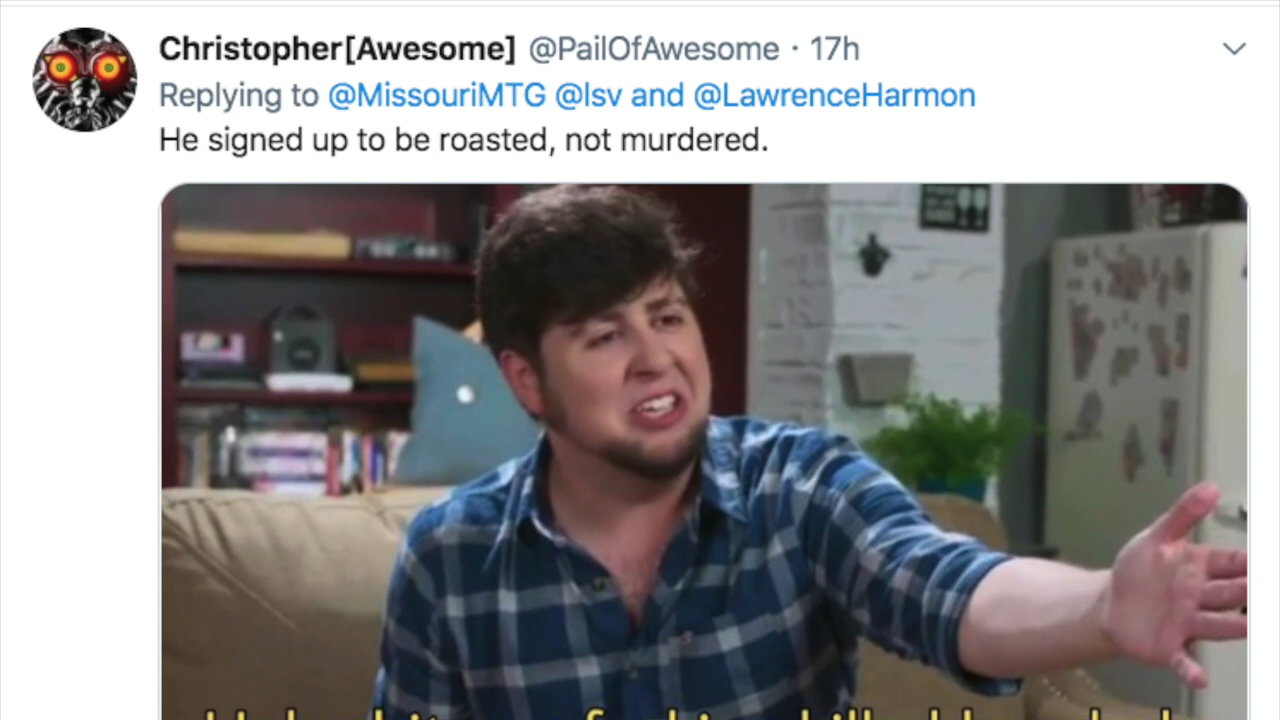 Christopher[Awesome] @PailOfAwesome · 17h
Replying to @MissouriMTG @lsv and @LawrenceHarmon
He signed up to be roasted, not murdered.